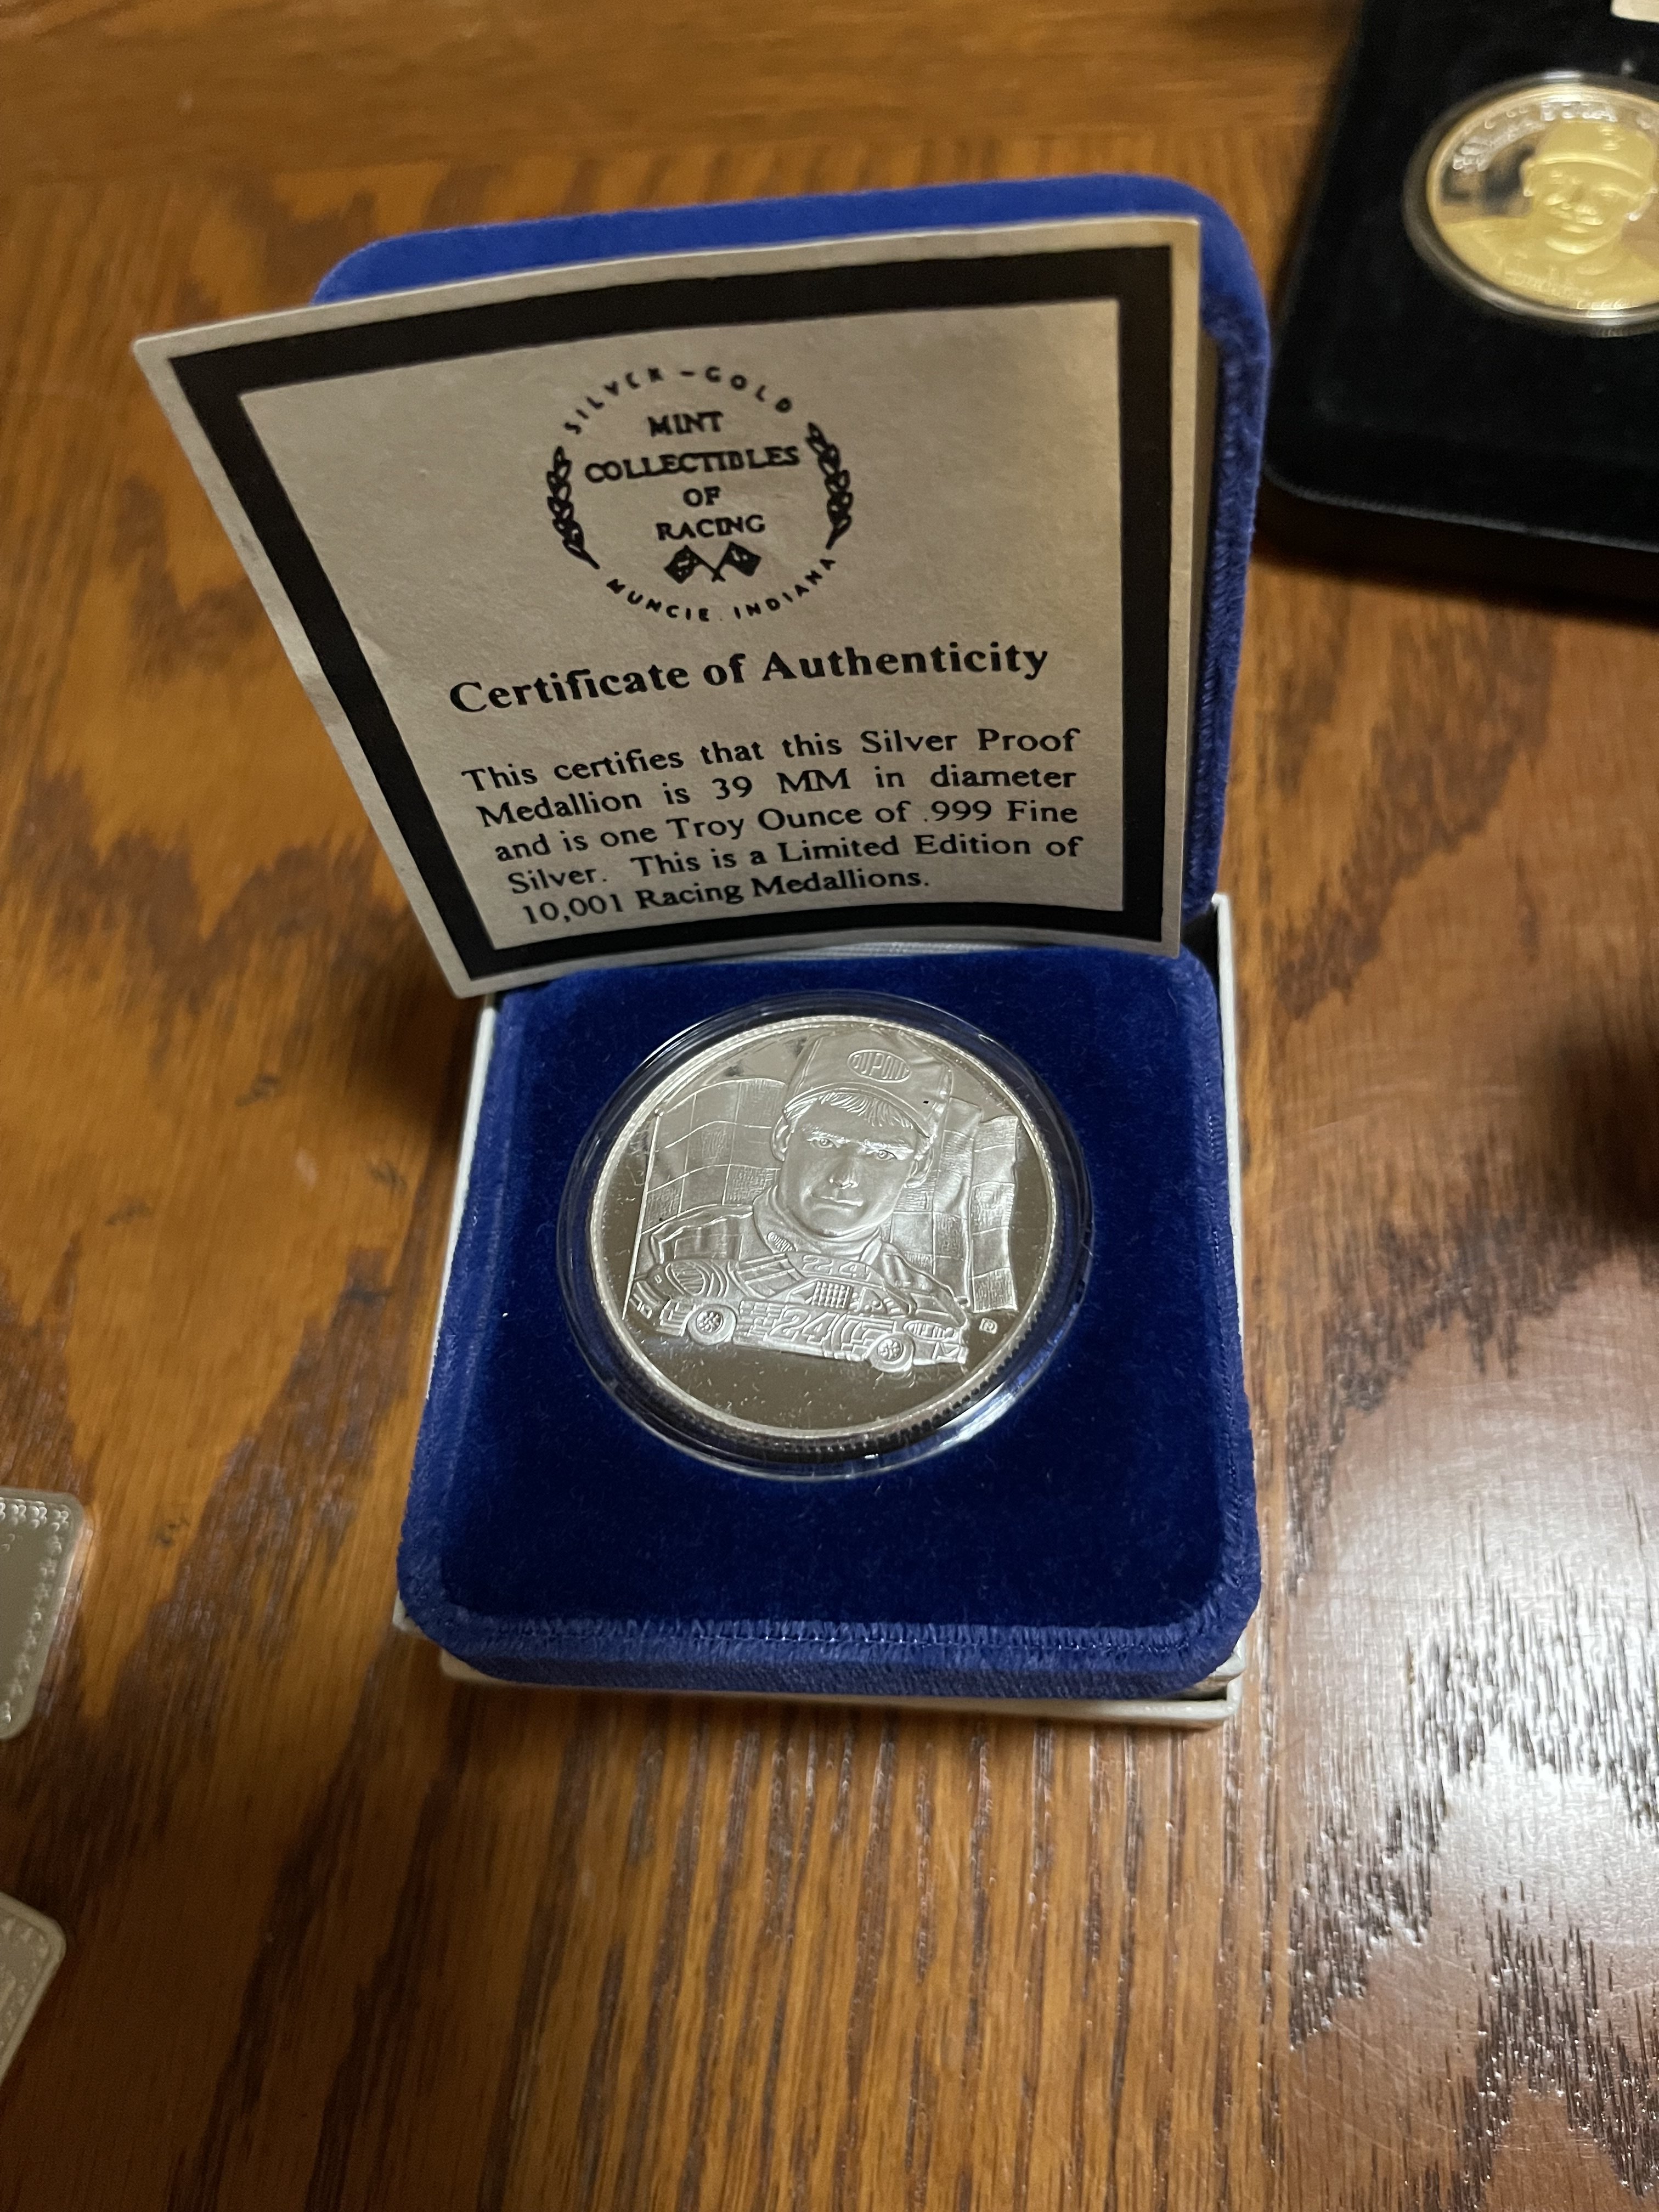 SILVER-GOLD
MINT
COLLECTIBLES
OF
RACING
MUNCIE, INDIANA
Certificate of Authenticity
This certifies that this Silver Proof
Medallion is 39 MM in diameter
and is one Troy Ounce of .999 Fine
Silver. This is a Limited Edition of
10,001 Racing Medallions.
DUPONT
24
24